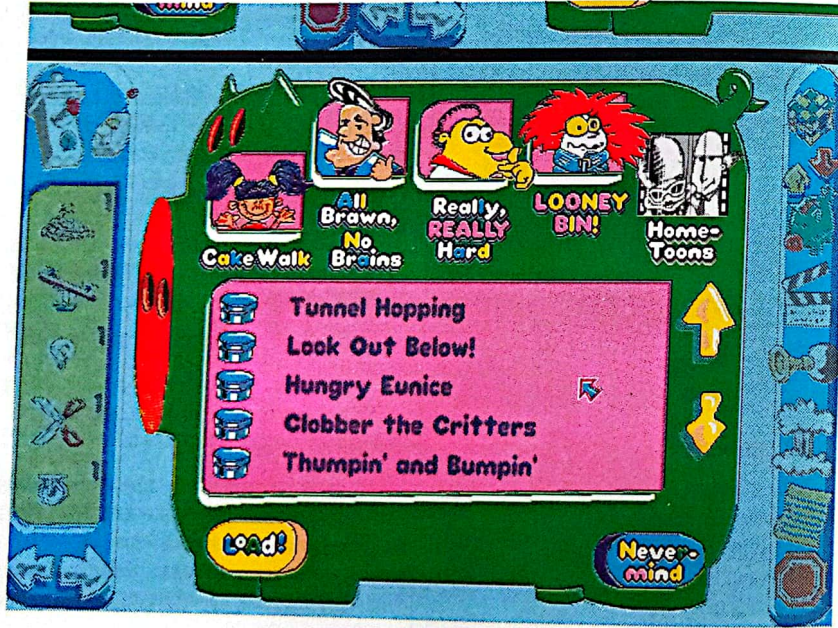 mind
Cake Walk
All
Brawn,
No
Brains
Really,
REALLY
Hard
LOONEY
BIN!
Home-
Toons
Tunnel Hopping
Look Out Below!
Hungry Eunice
Clobber the Critters
Thumpin' and Bumpin'
LOAd!
Never-
mind